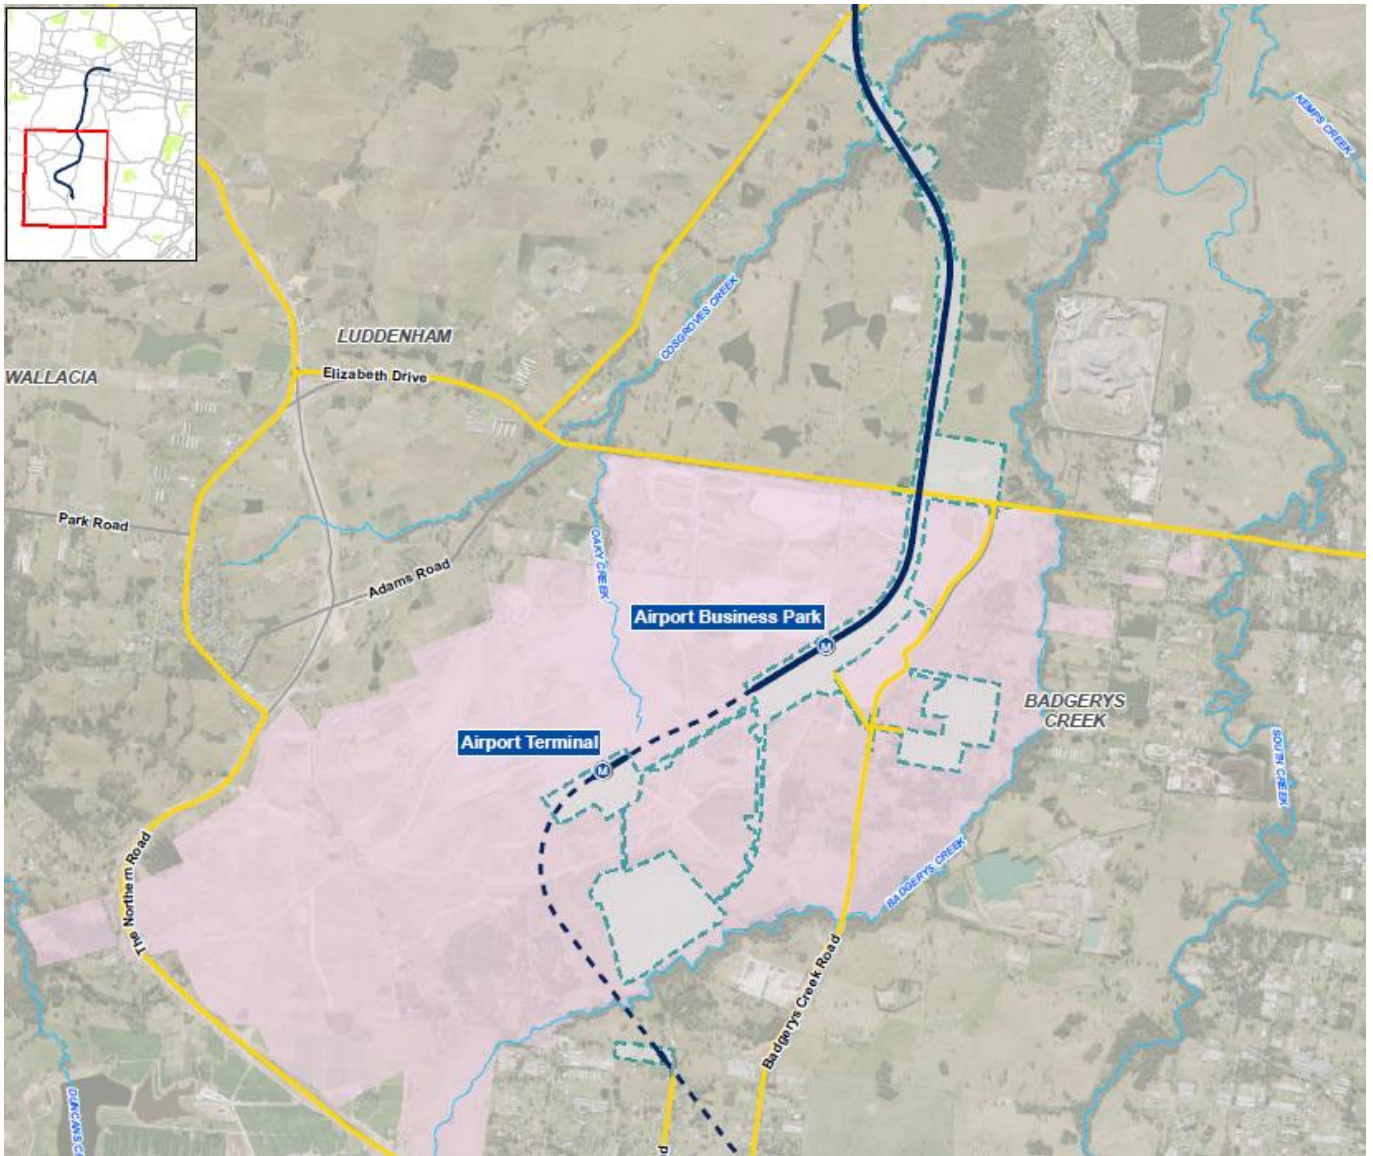 KEMPS CREEK
COSGROVES CREEK
LUDDENHAM
WALLACIA
Elizabeth Drive
Park Road
OAKY CREEK
Adams Road
Airport Business Park
M
BADGERYS
CREEK
Airport Terminal
M
SOUTH CREEK
The Northern Road
BADGERYS CREEK
Badgerys Creek Road
DUNCANS C
d